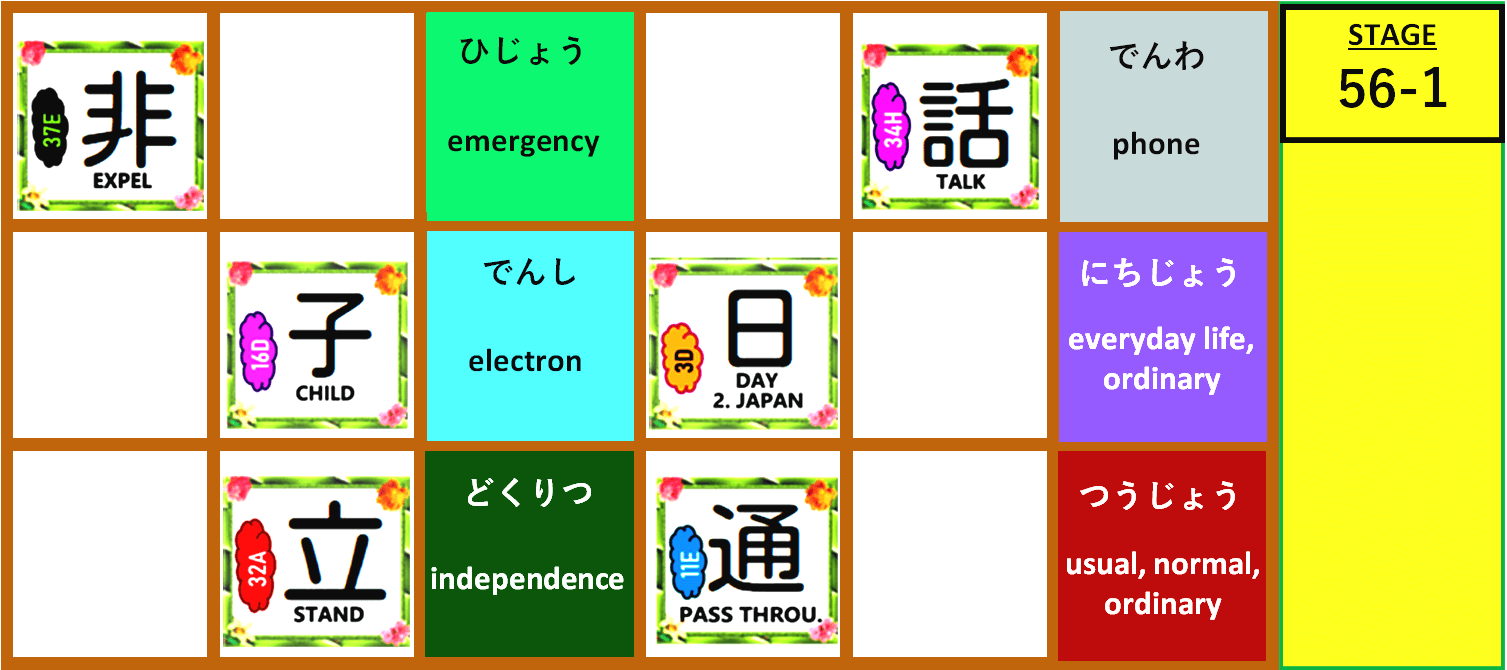 37E
非
EXPEL
ひじょう
emergency
34H
話
TALK
でんわ
phone
STAGE
56-1
16D
子
CHILD
でんし
electron
3D
日
DAY
2. JAPAN
にちじょう
everyday life,
ordinary
32A
立
STAND
どくりつ
independence
11E
通
PASS THROU.
つうじょう
usual, normal,
ordinary